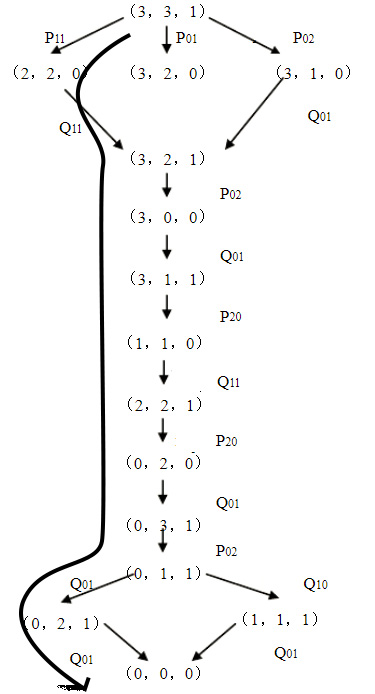 (3, 3, 1)
P11 P01 P02
(2, 2, 0) (3, 2, 0) (3, 1, 0)
Q11 Q01
(3, 2, 1)
P02
(3, 0, 0)
Q01
(3, 1, 1)
P20
(1, 1, 0)
Q11
(2, 2, 1)
P20
(0, 2, 0)
Q01
(0, 3, 1)
P02
(0, 1, 1)
Q01 Q10
(0, 2, 1) (1, 1, 1)
Q01 Q01
(0, 0, 0)